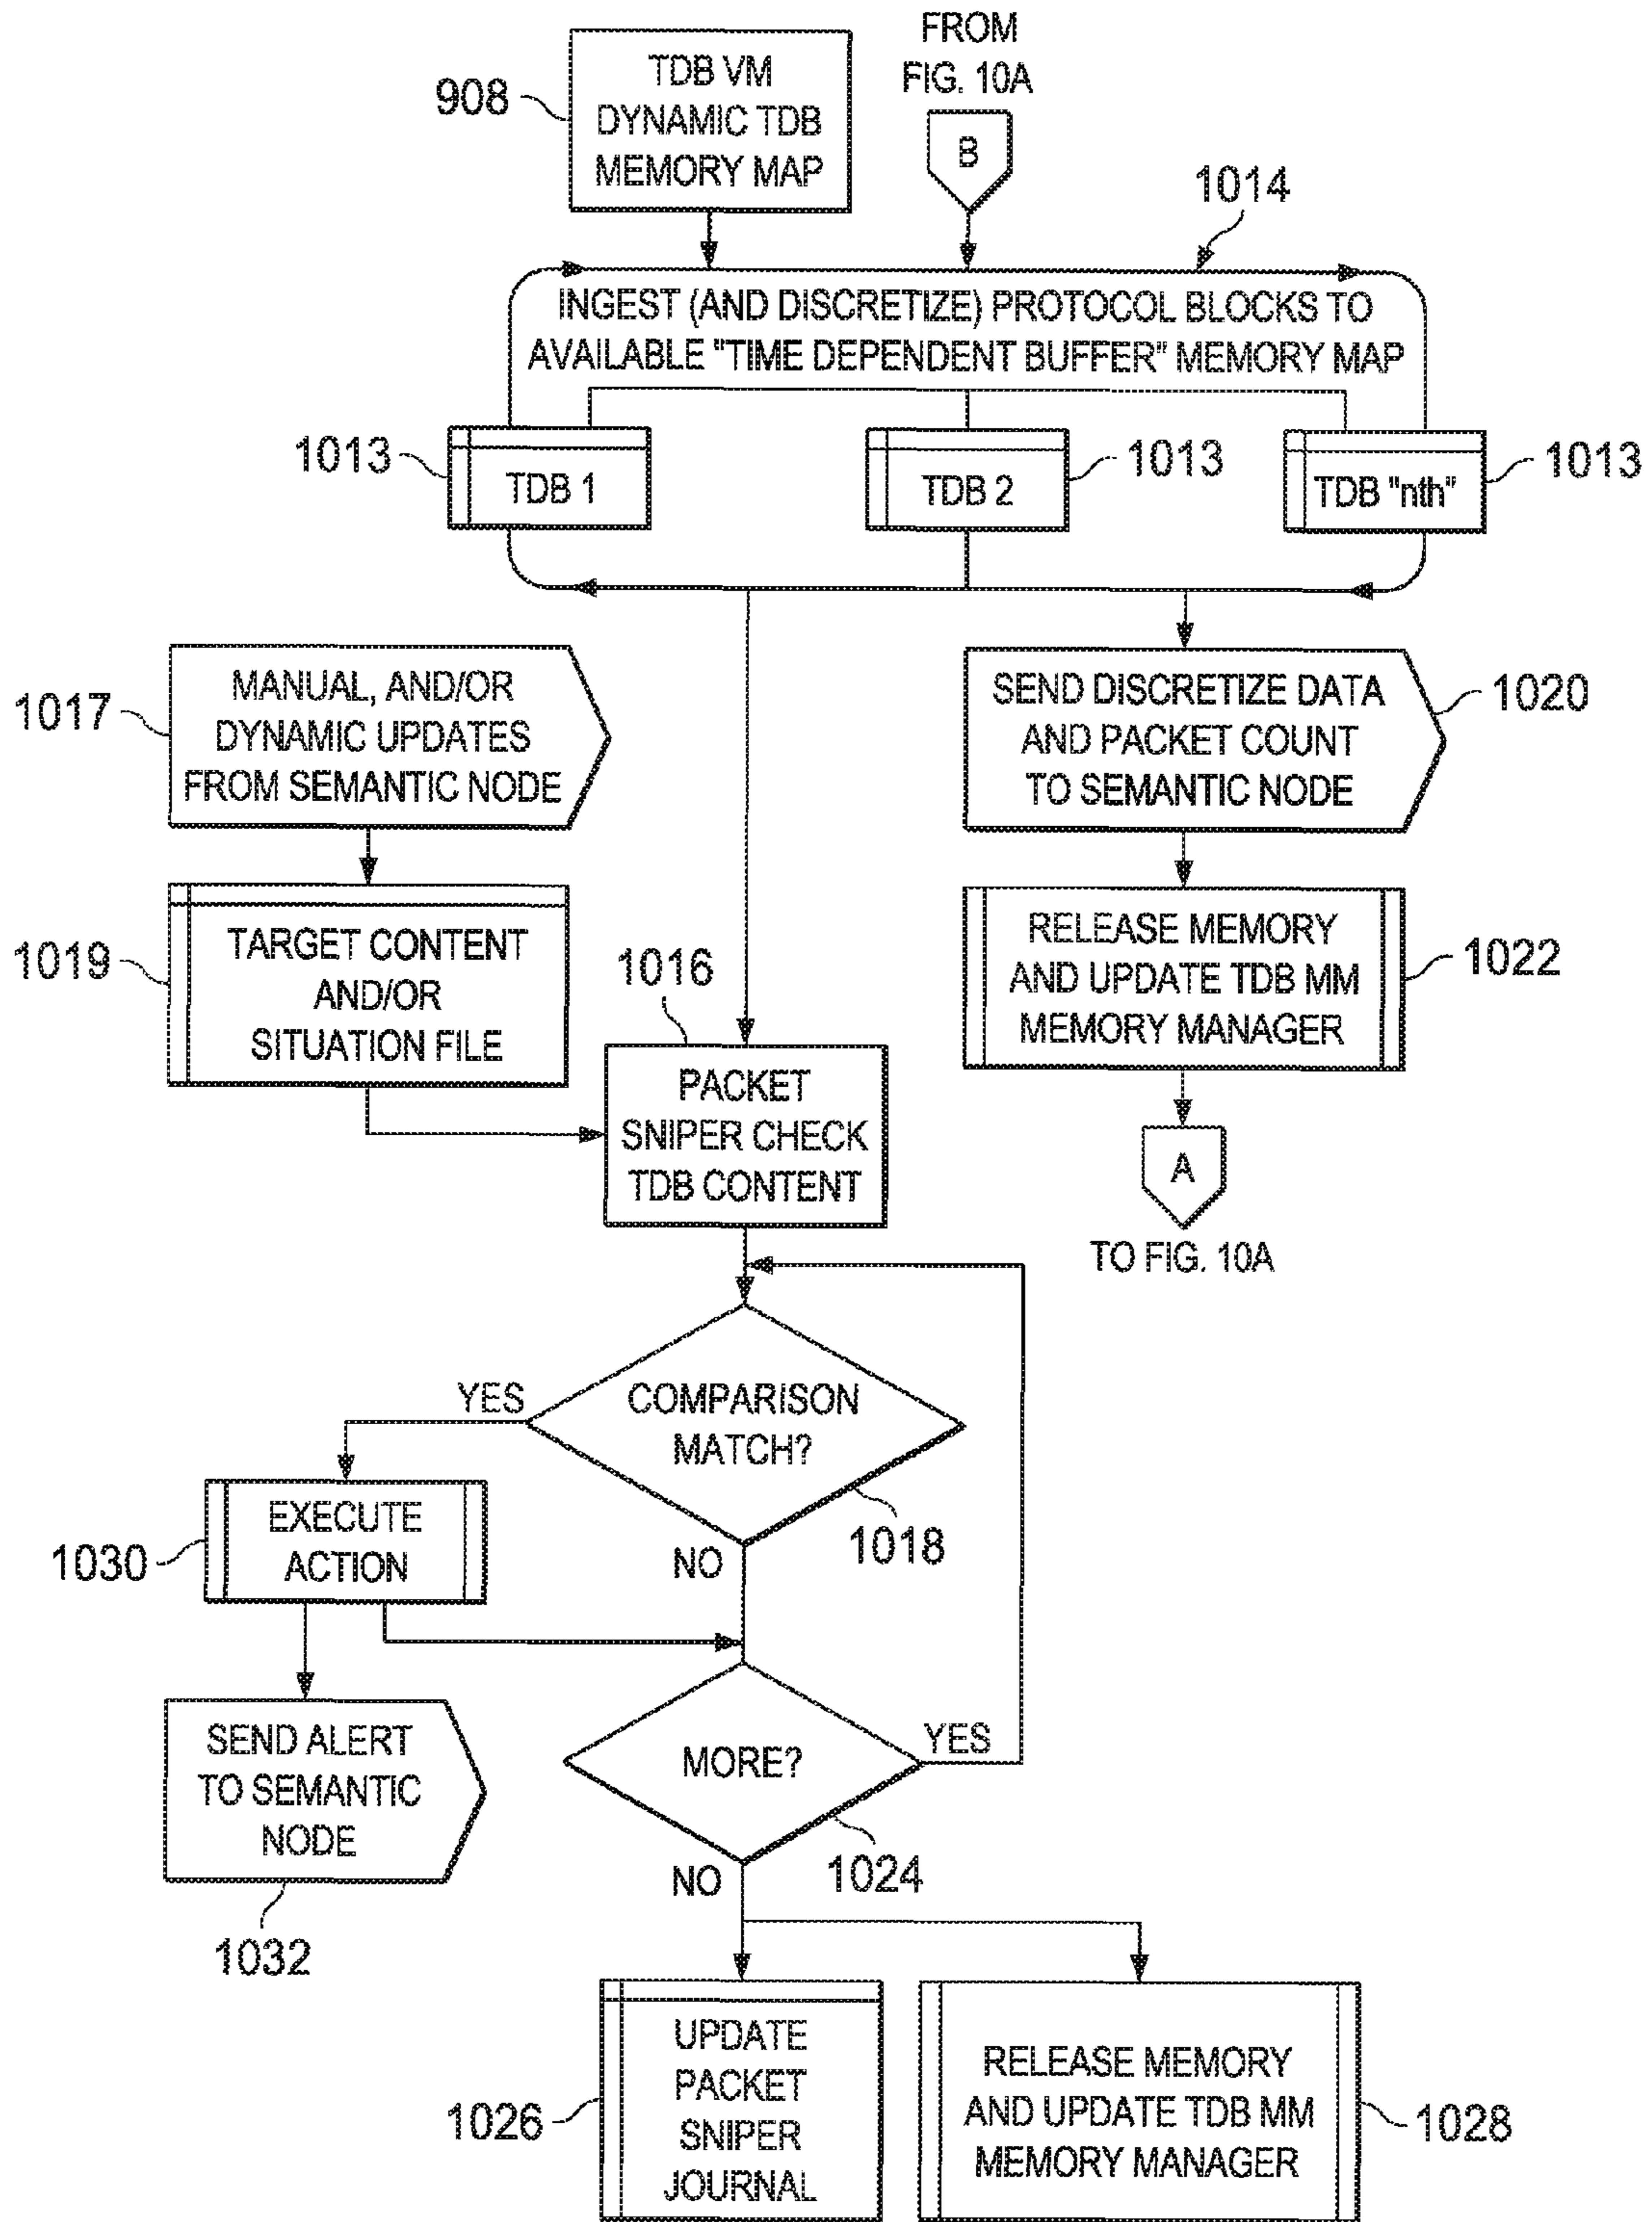 TDB VM
DYNAMIC TDB
MEMORY MAP
908
FROM
FIG. 10A
B
1014
INGEST (AND DISCRETIZE) PROTOCOL BLOCKS TO
AVAILABLE "TIME DEPENDENT BUFFER" MEMORY MAP
1013
TDB 1
TDB 2
1013
TDB "nth"
1013
1017
MANUAL, AND/OR
DYNAMIC UPDATES
FROM SEMANTIC NODE
SEND DISCRETIZE DATA
AND PACKET COUNT
TO SEMANTIC NODE
1020
1019
TARGET CONTENT
AND/OR
SITUATION FILE
1016
PACKET
SNIPER CHECK
TDB CONTENT
RELEASE MEMORY
AND UPDATE TDB MM
MEMORY MANAGER
1022
A
TO FIG. 10A
YES
COMPARISON
MATCH?
1018
NO
1030
EXECUTE
ACTION
SEND ALERT
TO SEMANTIC
NODE
1032
MORE?
YES
1024
NO
1026
UPDATE
PACKET
SNIPER
JOURNAL
RELEASE MEMORY
AND UPDATE TDB MM
MEMORY MANAGER
1028